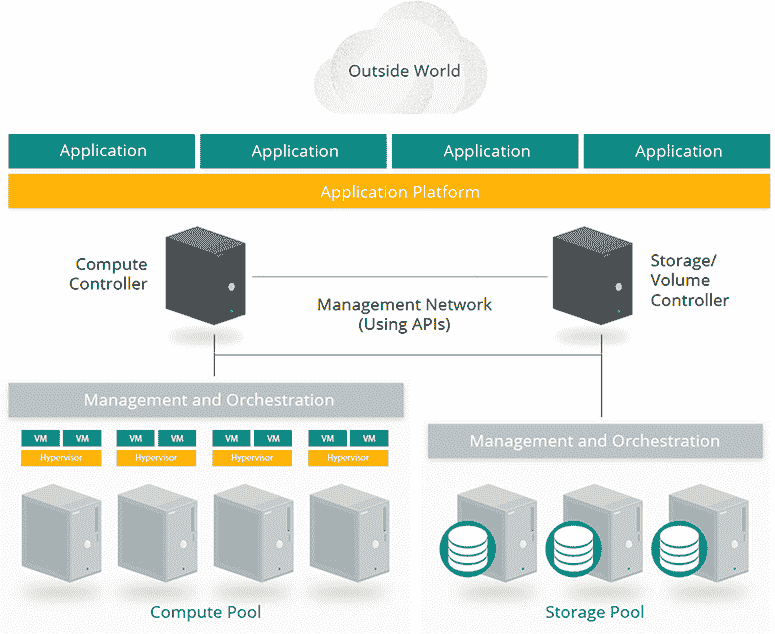 Outside World
Application Application Application Application
Application Platform
Compute
Controller
Storage/
Volume
Controller
Management Network
(Using APIs)
Management and Orchestration
Management and Orchestration
VM VM VM VM VM VM VM VM
Hypervisor Hypervisor Hypervisor Hypervisor
Compute Pool
Storage Pool